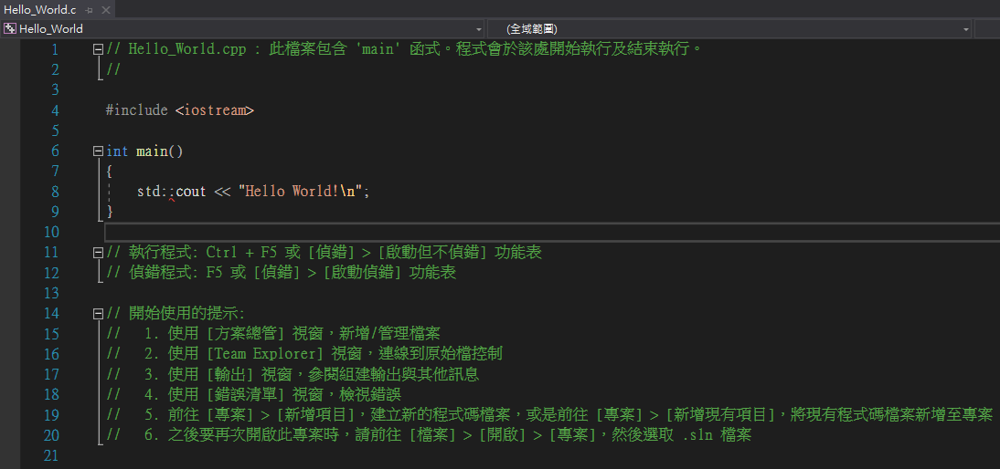 Hello_World.c
Hello_World (全域範圍)
1 // Hello_World.cpp : 此檔案包含 'main' 函式。程式會於該處開始執行及結束執行。
2 //
3
4 #include <iostream>
5
6 int main()
7 {
8 std::cout << "Hello World!\n";
9 }
10
11 // 執行程式: Ctrl + F5 或 [偵錯] > [啟動但不偵錯] 功能表
12 // 偵錯程式: F5 或 [偵錯] > [啟動偵錯] 功能表
13
14 // 開始使用的提示:
15 // 1. 使用 [方案總管] 視窗，新增/管理檔案
16 // 2. 使用 [Team Explorer] 視窗，連線到原始檔控制
17 // 3. 使用 [輸出] 視窗，參閱組建輸出與其他訊息
18 // 4. 使用 [錯誤清單] 視窗，檢視錯誤
19 // 5. 前往 [專案] > [新增項目]，建立新的程式碼檔案，或是前往 [專案] > [新增現有項目]，將現有程式碼檔案新增至專案
20 // 6. 之後要再次開啟此專案時，請前往 [檔案] > [開啟] > [專案]，然後選取 .sln 檔案
21